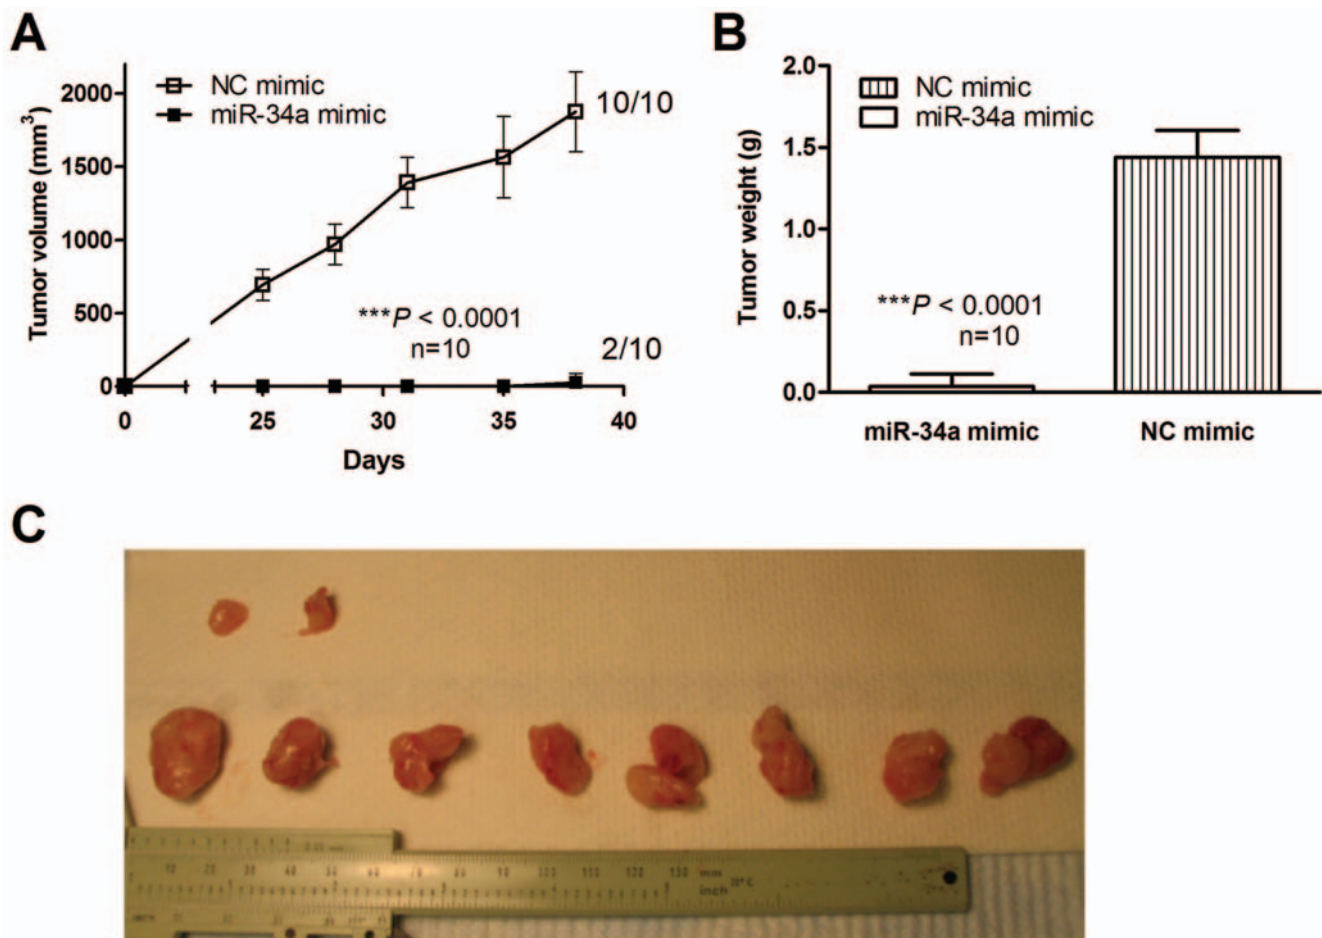 A
Tumor volume (mm³)
2000
1500
1000
500
0
NC mimic
miR-34a mimic
10/10
***P < 0.0001
n=10
2/10
0 25 30 35 40
Days
B
Tumor weight (g)
2.0
1.5
1.0
0.5
0.0
NC mimic
miR-34a mimic
***P < 0.0001
n=10
miR-34a mimic NC mimic
C
mm
inch